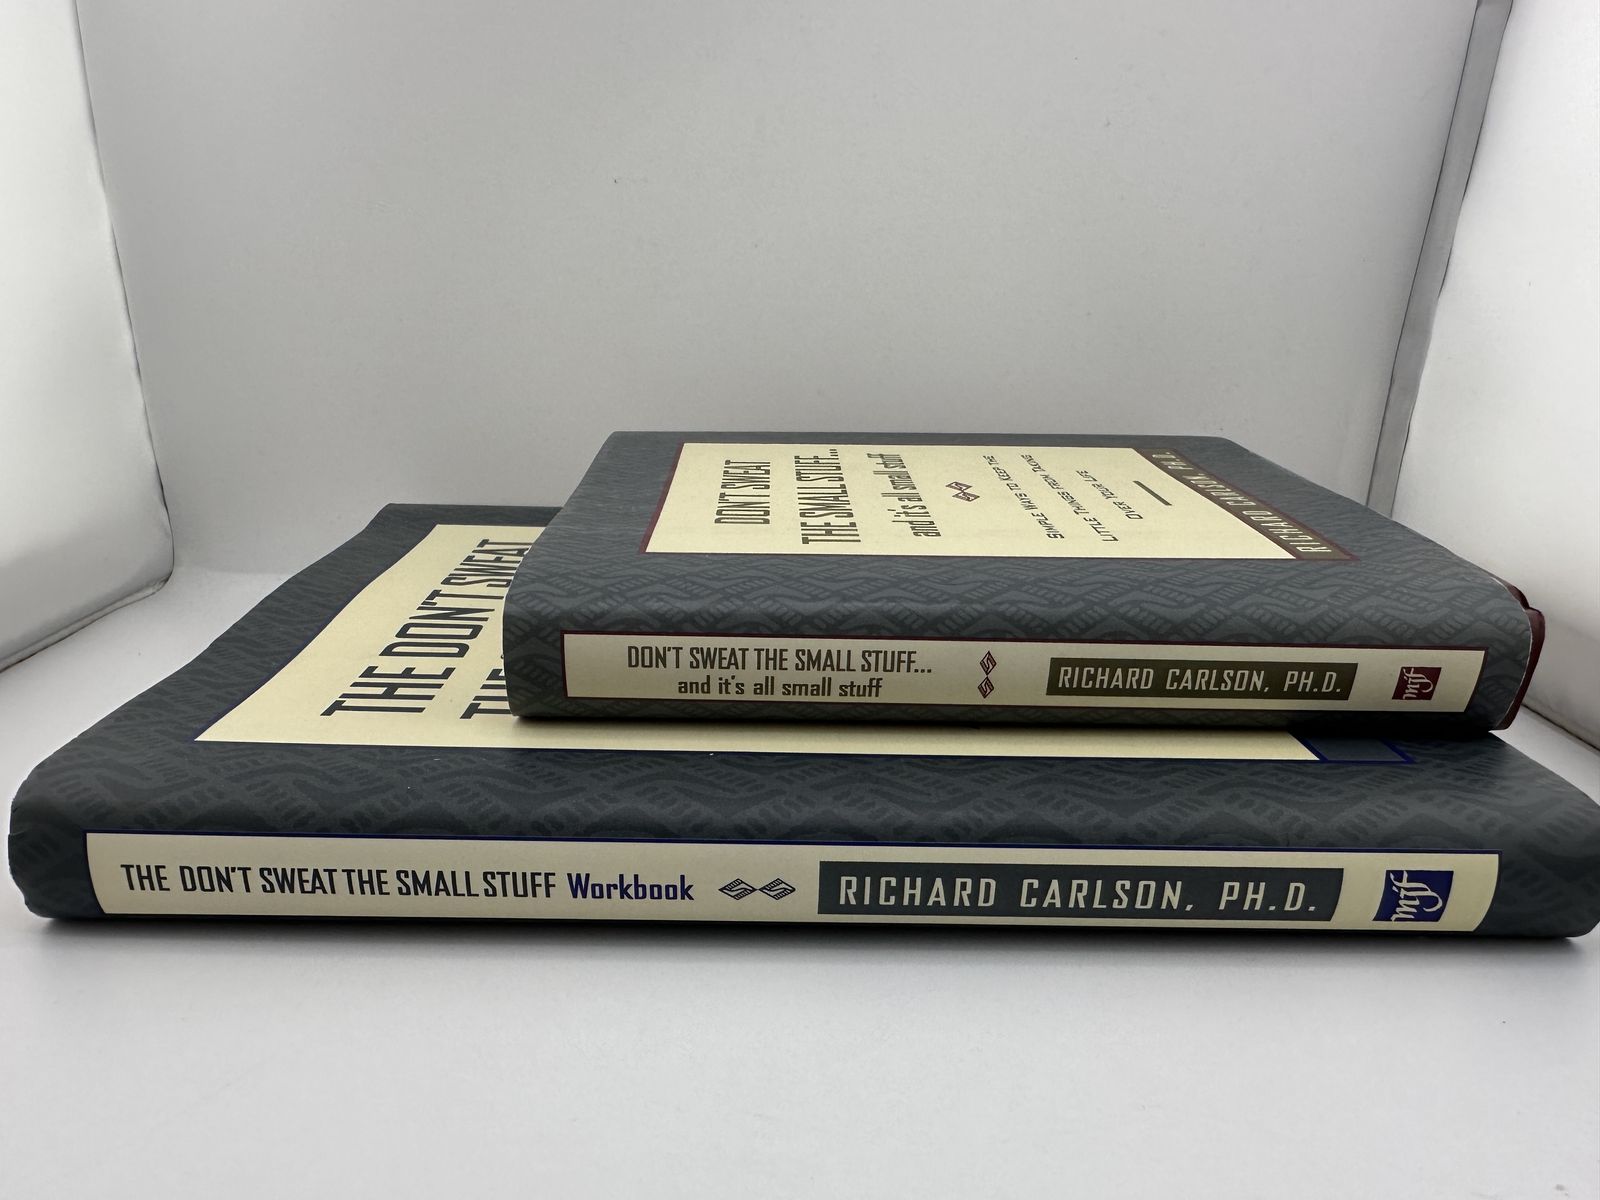 DON'T SWEAT
THE SMALL STUFF...
and it's all small stuff
SIMPLE WAYS TO KEEP THE
LITTLE THINGS FROM TAKING
OVER YOUR LIFE
RICHARD CARLSON, PH.D.
DON'T SWEAT THE SMALL STUFF...
and it's all small stuff
RICHARD CARLSON, PH.D.
THE DON'T SWEAT
THE DON'T SWEAT THE SMALL STUFF Workbook
RICHARD CARLSON, PH.D.